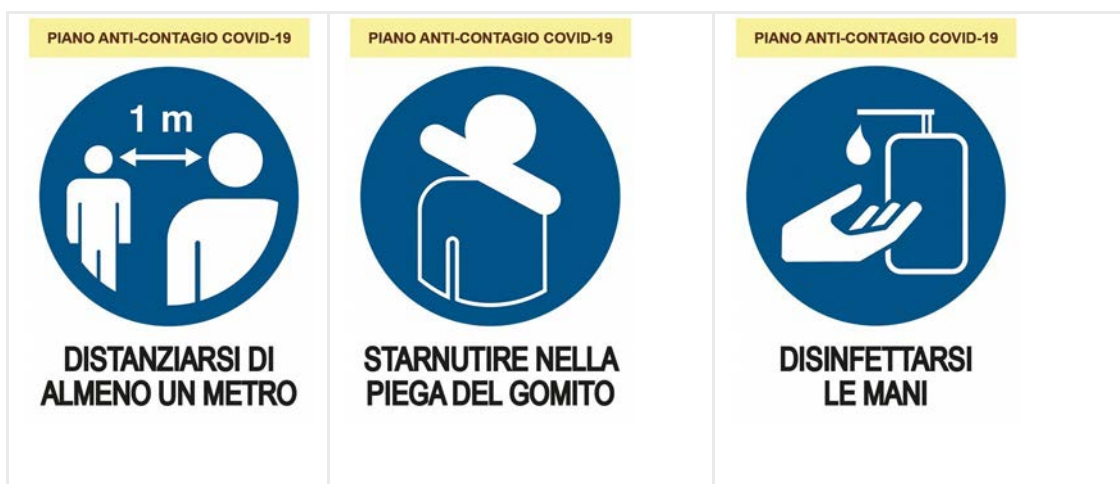 PIANO ANTI-CONTAGIO COVID-19
1 m
DISTANZIARSI DI
ALMENO UN METRO
PIANO ANTI-CONTAGIO COVID-19
STARNUTIRE NELLA
PIEGA DEL GOMITO
PIANO ANTI-CONTAGIO COVID-19
DISINFETTARSI
LE MANI